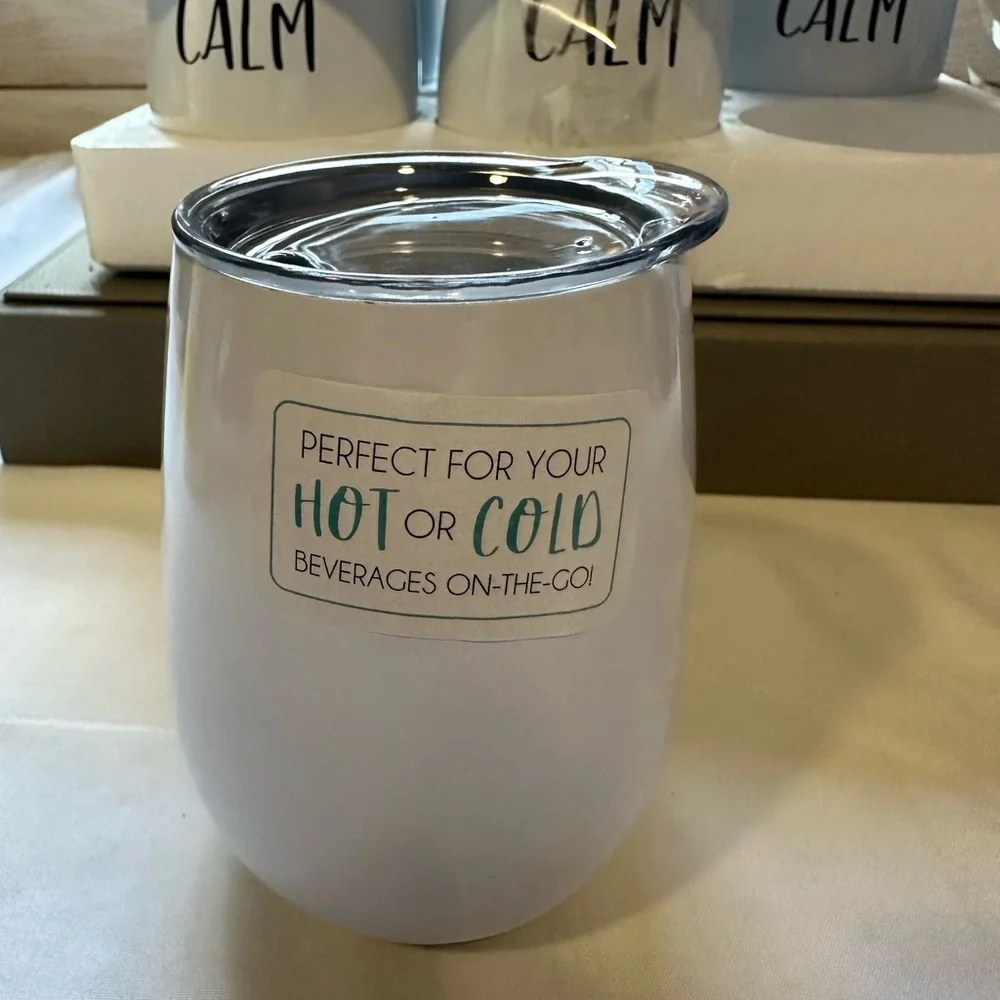 CALM
CALM
CALM
PERFECT FOR YOUR
HOT OR COLD
BEVERAGES ON-THE-GO!